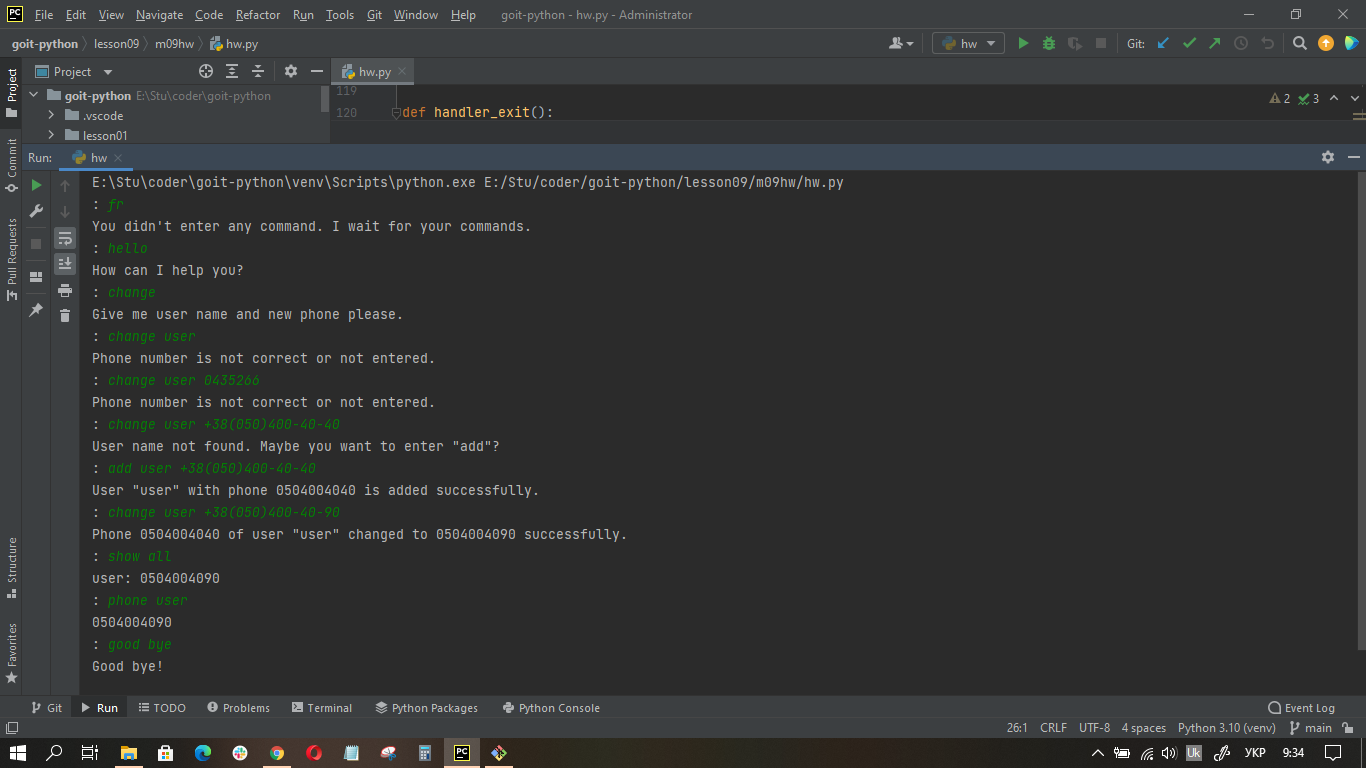 PC File Edit View Navigate Code Refactor Run Tools Git Window Help goit-python - hw.py - Administrator
goit-python lesson09 m09hw hw.py hw Git:
Project hw.py
Project
goit-python E:\Stu\coder\goit-python
.vscode
lesson01
119
120 def handler_exit():
2 3
Commit
Pull Requests
Structure
Favorites
Run: hw
E:\Stu\coder\goit-python\venv\Scripts\python.exe E:/Stu/coder/goit-python/lesson09/m09hw/hw.py
: fr
You didn't enter any command. I wait for your commands.
: hello
How can I help you?
: change
Give me user name and new phone please.
: change user
Phone number is not correct or not entered.
: change user 0435266
Phone number is not correct or not entered.
: change user +38(050)400-40-40
User name not found. Maybe you want to enter "add"?
: add user +38(050)400-40-40
User "user" with phone 0504004040 is added successfully.
: change user +38(050)400-40-90
Phone 0504004040 of user "user" changed to 0504004090 successfully.
: show all
user: 0504004090
: phone user
0504004090
: good bye
Good bye!
Git Run TODO Problems Terminal Python Packages Python Console Event Log
26:1 CRLF UTF-8 4 spaces Python 3.10 (venv) main
PC Uk УКР 9:34